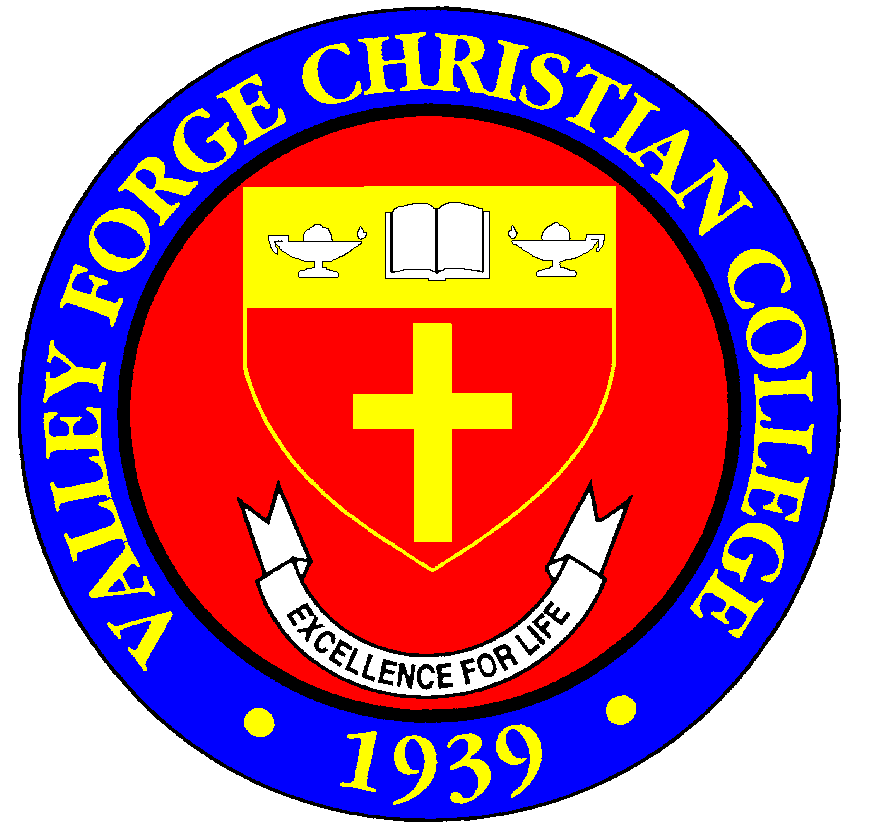 VALLEY FORGE CHRISTIAN COLLEGE
EXCELLENCE FOR LIFE
• 1939 •